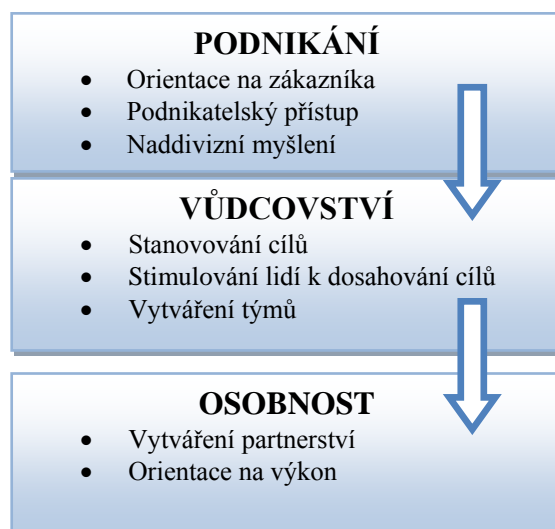 PODNIKÁNÍ
• Orientace na zákazníka
• Podnikatelský přístup
• Naddivizní myšlení
VŮDCOVSTVÍ
• Stanovování cílů
• Stimulování lidí k dosahování cílů
• Vytváření týmů
OSOBNOST
• Vytváření partnerství
• Orientace na výkon